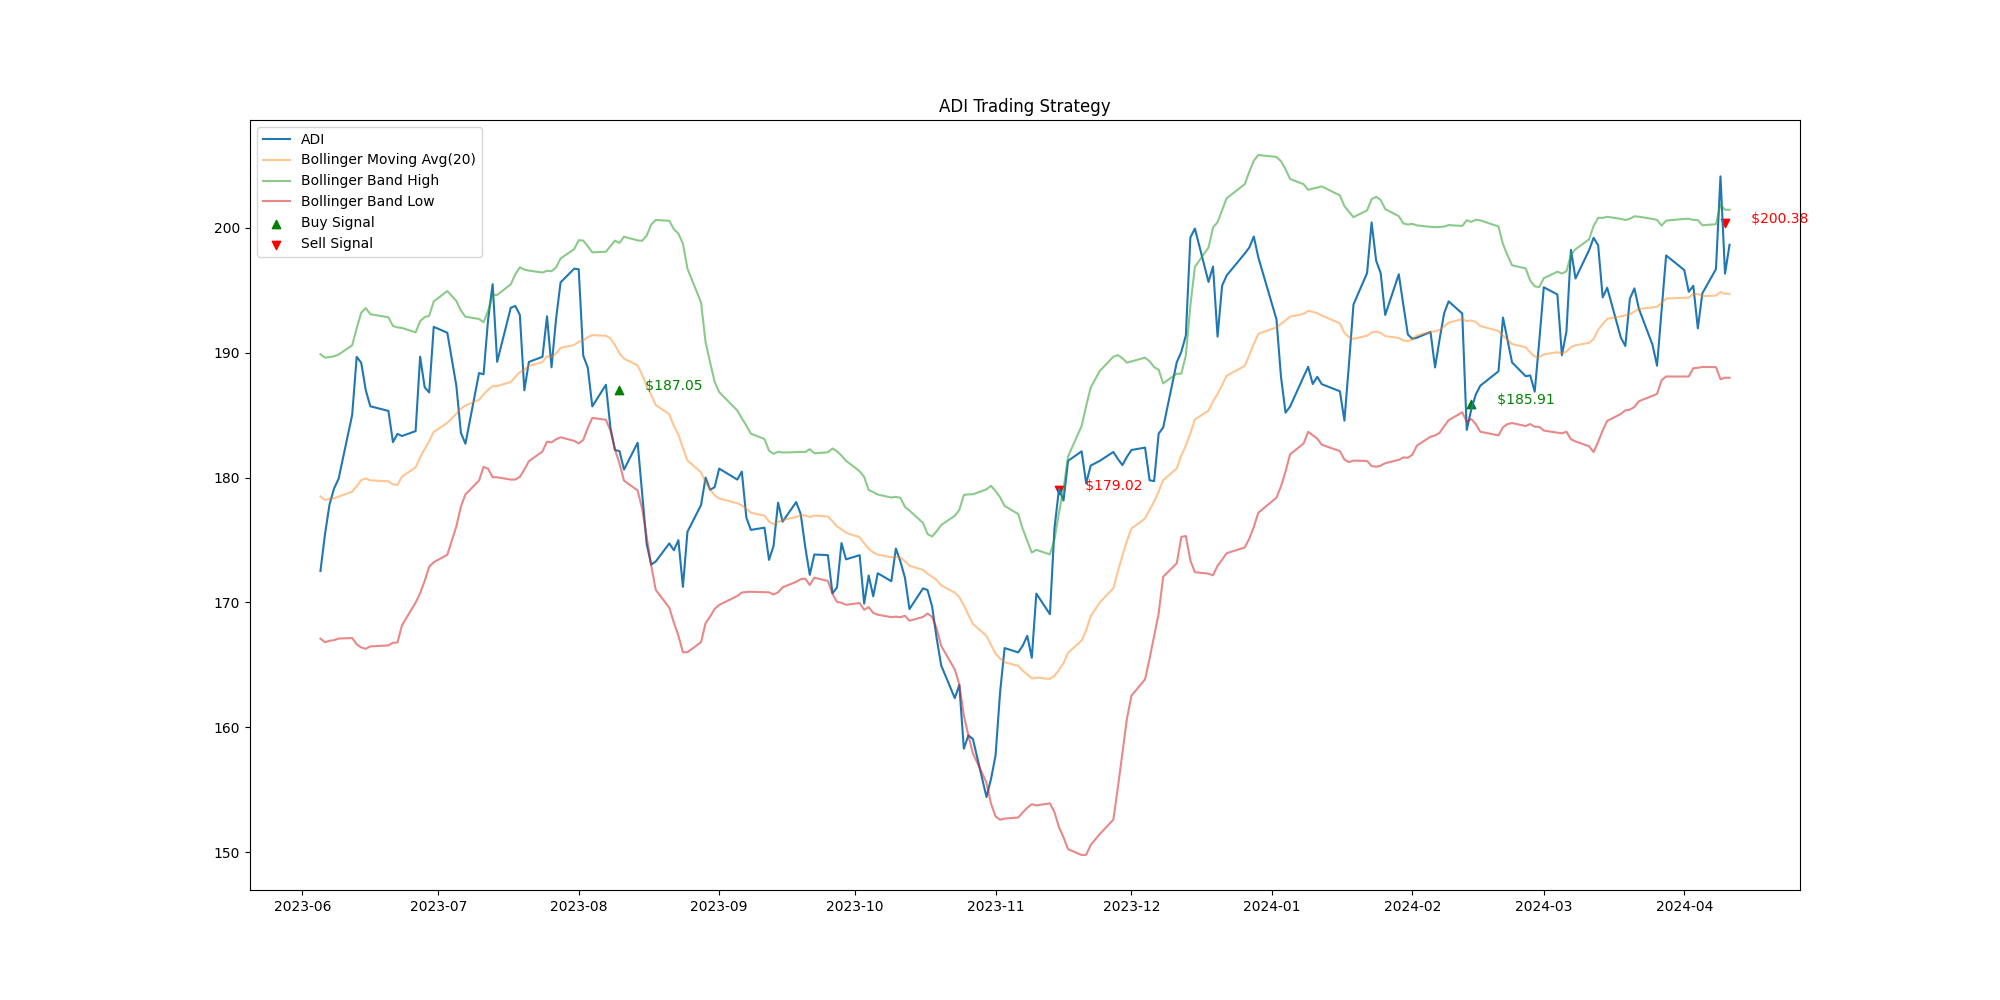 ADI Trading Strategy
ADI
Bollinger Moving Avg(20)
Bollinger Band High
Bollinger Band Low
Buy Signal
Sell Signal
200
190
180
170
160
150
$200.38
$187.05
$185.91
$179.02
2023-06 2023-07 2023-08 2023-09 2023-10 2023-11 2023-12 2024-01 2024-02 2024-03 2024-04